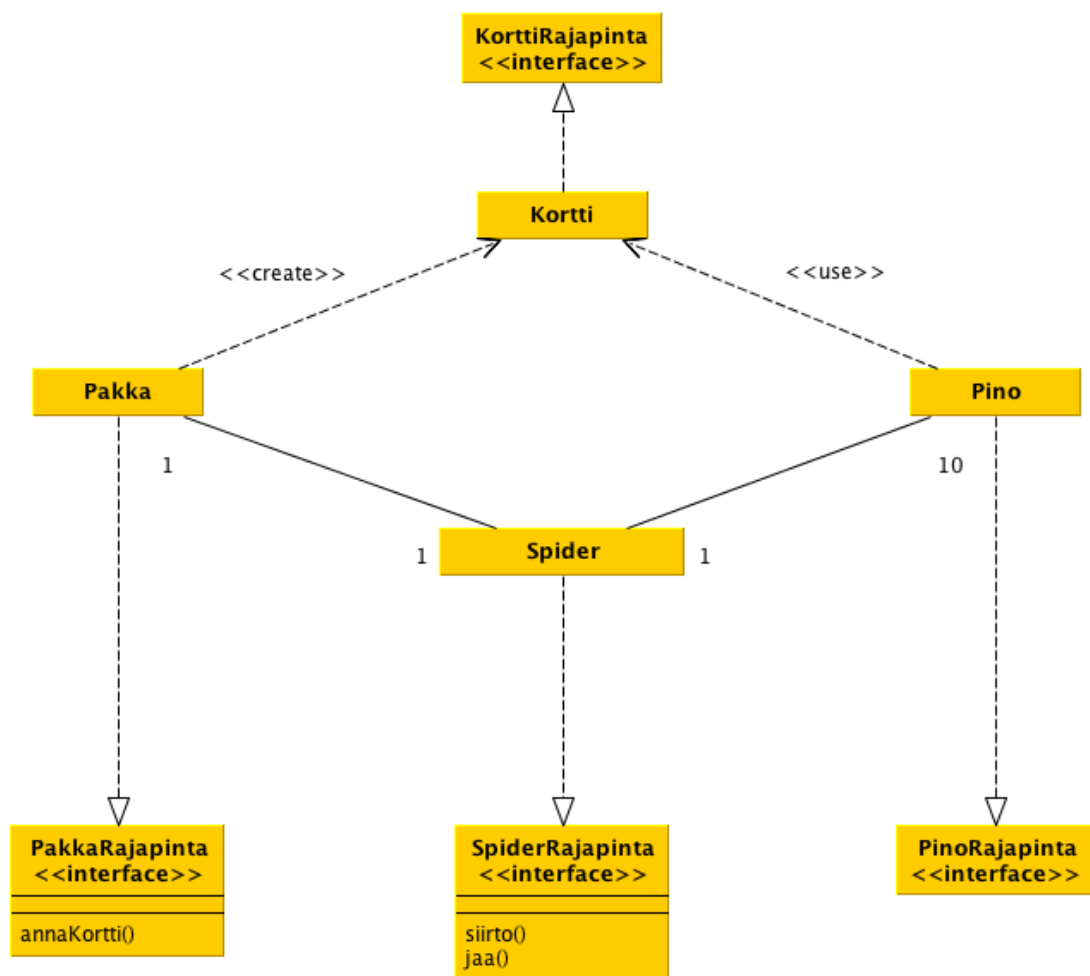 KorttiRajapinta
<<interface>>
Kortti
<<create>>
<<use>>
Pakka
Pino
1
10
1
Spider
1
PakkaRajapinta
<<interface>>
annaKortti()
SpiderRajapinta
<<interface>>
siirto()
jaa()
PinoRajapinta
<<interface>>